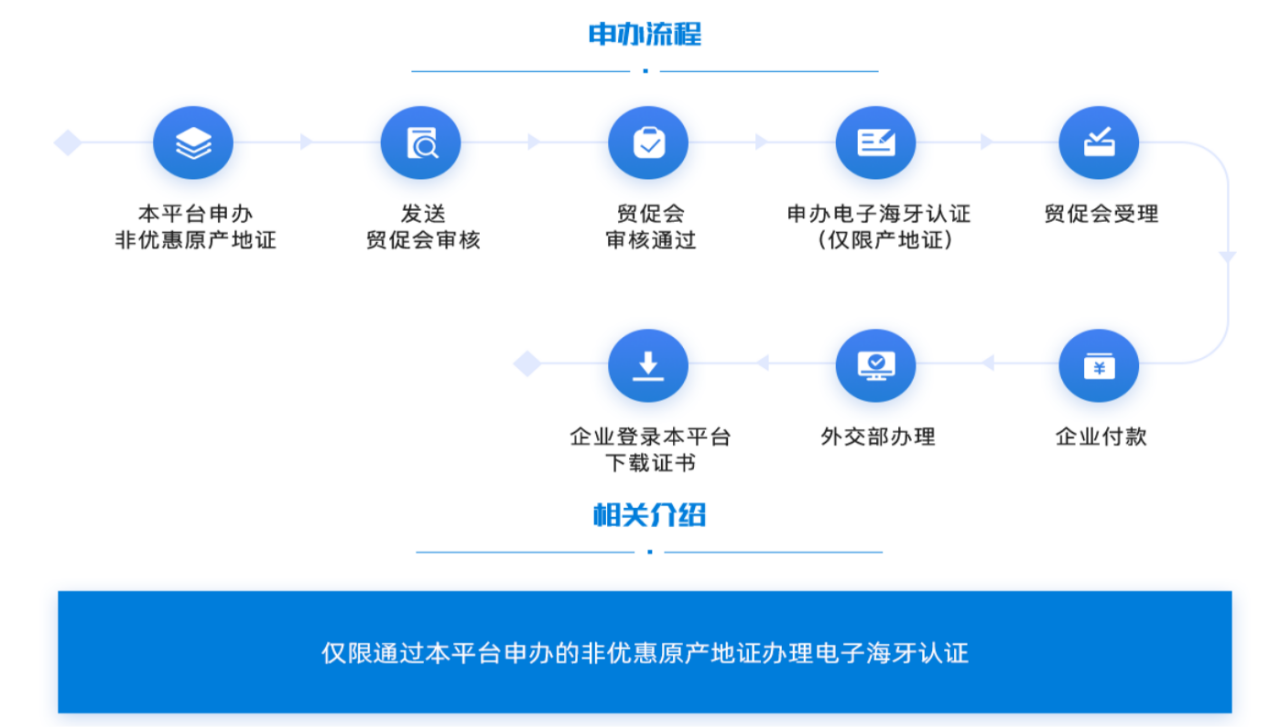 申办流程
本平台申办
非优惠原产地证
发送
贸促会审核
贸促会
审核通过
申办电子海牙认证
（仅限产地证）
贸促会受理
企业付款
外交部办理
企业登录本平台
下载证书
相关介绍
仅限通过本平台申办的非优惠原产地证办理电子海牙认证